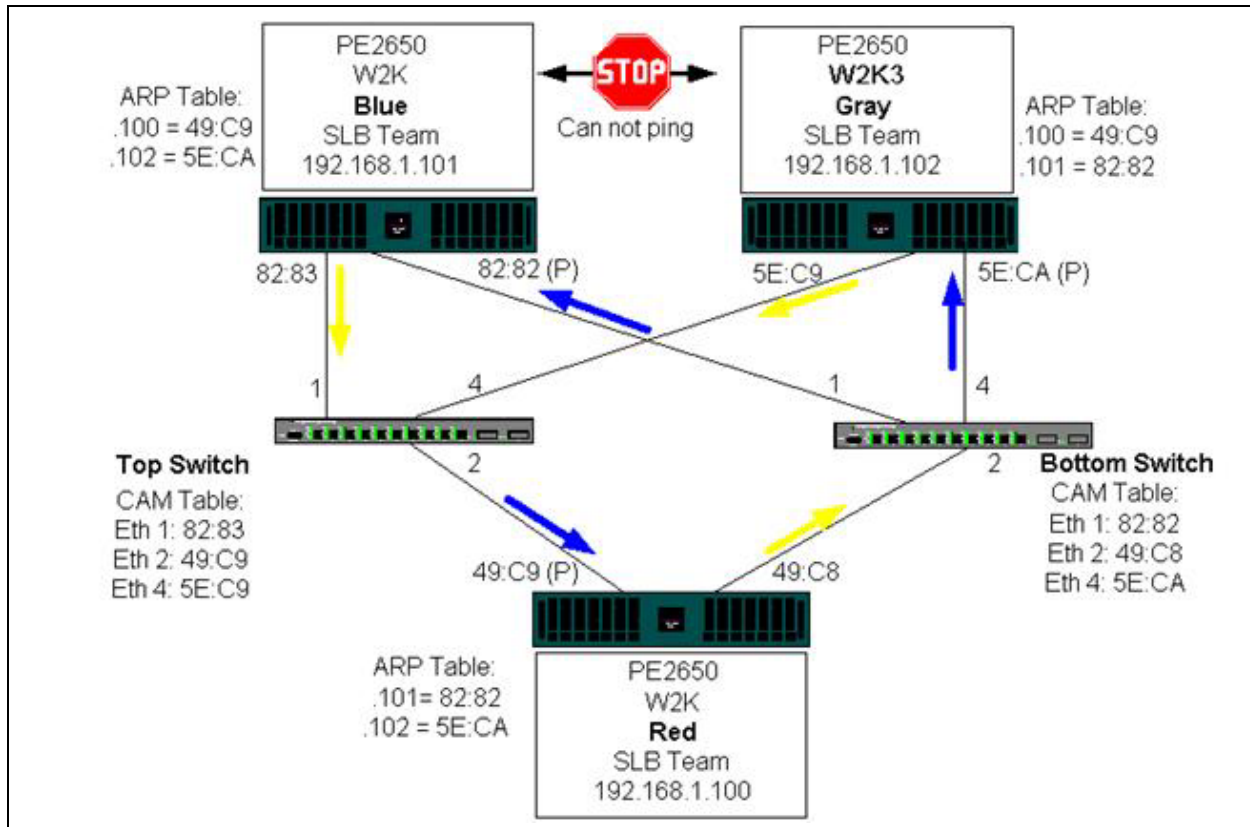 PE2650
W2K
Blue
SLB Team
192.168.1.101
ARP Table:
.100 = 49:C9
.102 = 5E:CA
STOP
Can not ping
PE2650
W2K3
Gray
SLB Team
192.168.1.102
ARP Table:
.100 = 49:C9
.101 = 82:82
82:83
82:82 (P)
5E:C9
5E:CA (P)
1
4
1
4
2
2
Top Switch
CAM Table:
Eth 1: 82:83
Eth 2: 49:C9
Eth 4: 5E:C9
Bottom Switch
CAM Table:
Eth 1: 82:82
Eth 2: 49:C8
Eth 4: 5E:CA
49:C9 (P)
49:C8
ARP Table:
.101= 82:82
.102 = 5E:CA
PE2650
W2K
Red
SLB Team
192.168.1.100